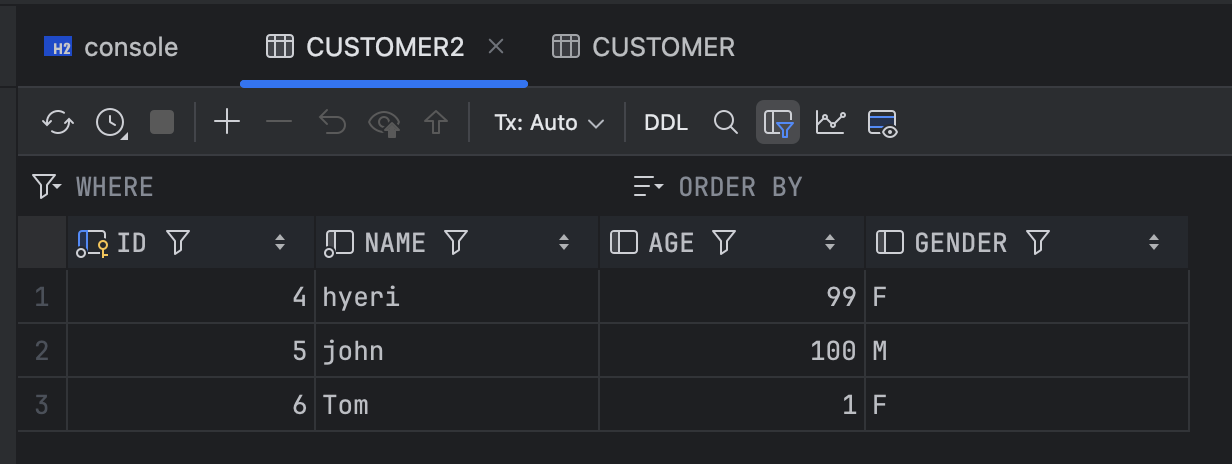 H2 console CUSTOMER2 CUSTOMER
Tx: Auto DDL
WHERE ORDER BY
ID NAME AGE GENDER
1 4 hyeri 99 F
2 5 john 100 M
3 6 Tom 1 F